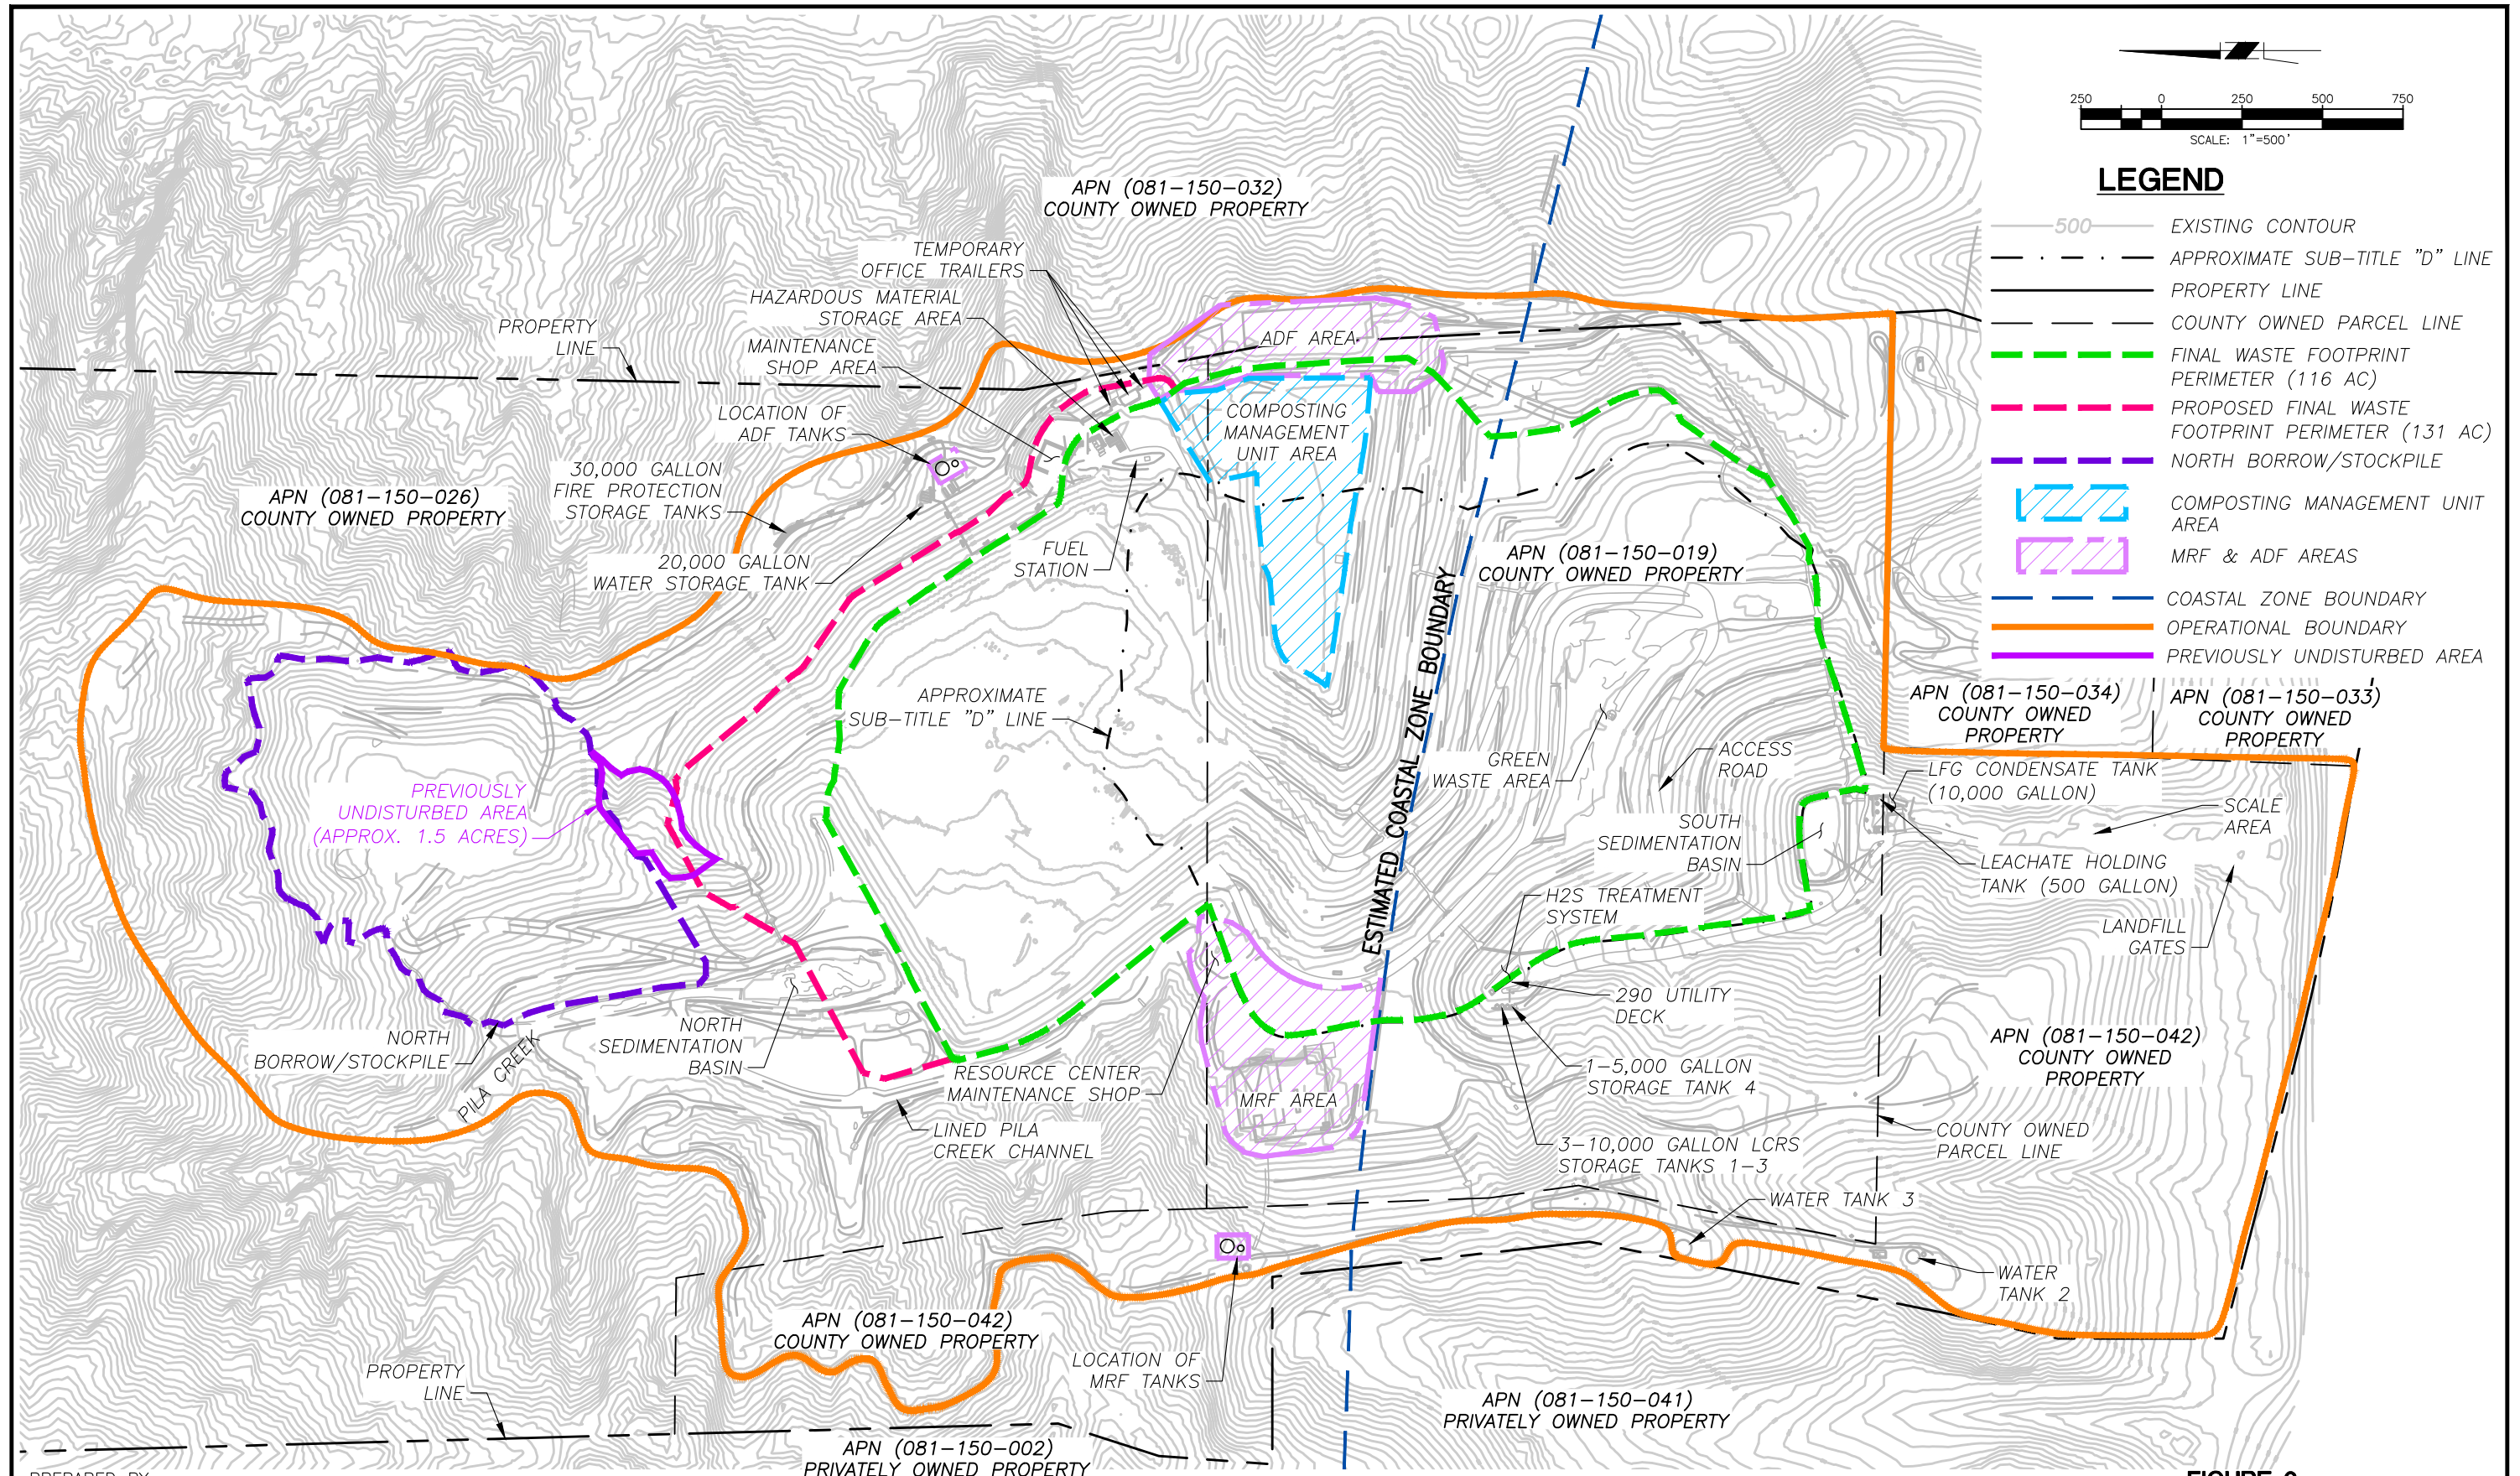 250 0 250 500 750
SCALE: 1"=500'
LEGEND
500
EXISTING CONTOUR
APPROXIMATE SUB-TITLE "D" LINE
PROPERTY LINE
COUNTY OWNED PARCEL LINE
FINAL WASTE FOOTPRINT
PERIMETER (116 AC)
PROPOSED FINAL WASTE
FOOTPRINT PERIMETER (131 AC)
NORTH BORROW/STOCKPILE
COMPOSTING MANAGEMENT UNIT
AREA
MRF & ADF AREAS
COASTAL ZONE BOUNDARY
OPERATIONAL BOUNDARY
PREVIOUSLY UNDISTURBED AREA
APN (081-150-032)
COUNTY OWNED PROPERTY
TEMPORARY
OFFICE TRAILERS
HAZARDOUS MATERIAL
STORAGE AREA
MAINTENANCE
SHOP AREA
PROPERTY
LINE
LOCATION OF
ADF TANKS
30,000 GALLON
FIRE PROTECTION
STORAGE TANKS
APN (081-150-026)
COUNTY OWNED PROPERTY
20,000 GALLON
WATER STORAGE TANK
FUEL
STATION
ADF AREA
COMPOSTING
MANAGEMENT
UNIT AREA
APN (081-150-019)
COUNTY OWNED PROPERTY
ESTIMATED COASTAL ZONE BOUNDARY
APPROXIMATE
SUB-TITLE "D" LINE
PREVIOUSLY
UNDISTURBED AREA
(APPROX. 1.5 ACRES)
GREEN
WASTE AREA
ACCESS
ROAD
APN (081-150-034)
COUNTY OWNED
PROPERTY
APN (081-150-033)
COUNTY OWNED
PROPERTY
LFG CONDENSATE TANK
(10,000 GALLON)
SCALE
AREA
SOUTH
SEDIMENTATION
BASIN
LEACHATE HOLDING
TANK (500 GALLON)
H2S TREATMENT
SYSTEM
LANDFILL
GATES
290 UTILITY
DECK
NORTH
BORROW/STOCKPILE
PILA CREEK
NORTH
SEDIMENTATION
BASIN
RESOURCE CENTER
MAINTENANCE SHOP
MRF AREA
1-5,000 GALLON
STORAGE TANK 4
APN (081-150-042)
COUNTY OWNED
PROPERTY
LINED PILA
CREEK CHANNEL
3-10,000 GALLON LCRS
STORAGE TANKS 1-3
COUNTY OWNED
PARCEL LINE
WATER TANK 3
WATER
TANK 2
APN (081-150-042)
COUNTY OWNED PROPERTY
LOCATION OF
MRF TANKS
PROPERTY
LINE
APN (081-150-041)
PRIVATELY OWNED PROPERTY
APN (081-150-002)
PRIVATELY OWNED PROPERTY
PREPARED BY
FIGURE